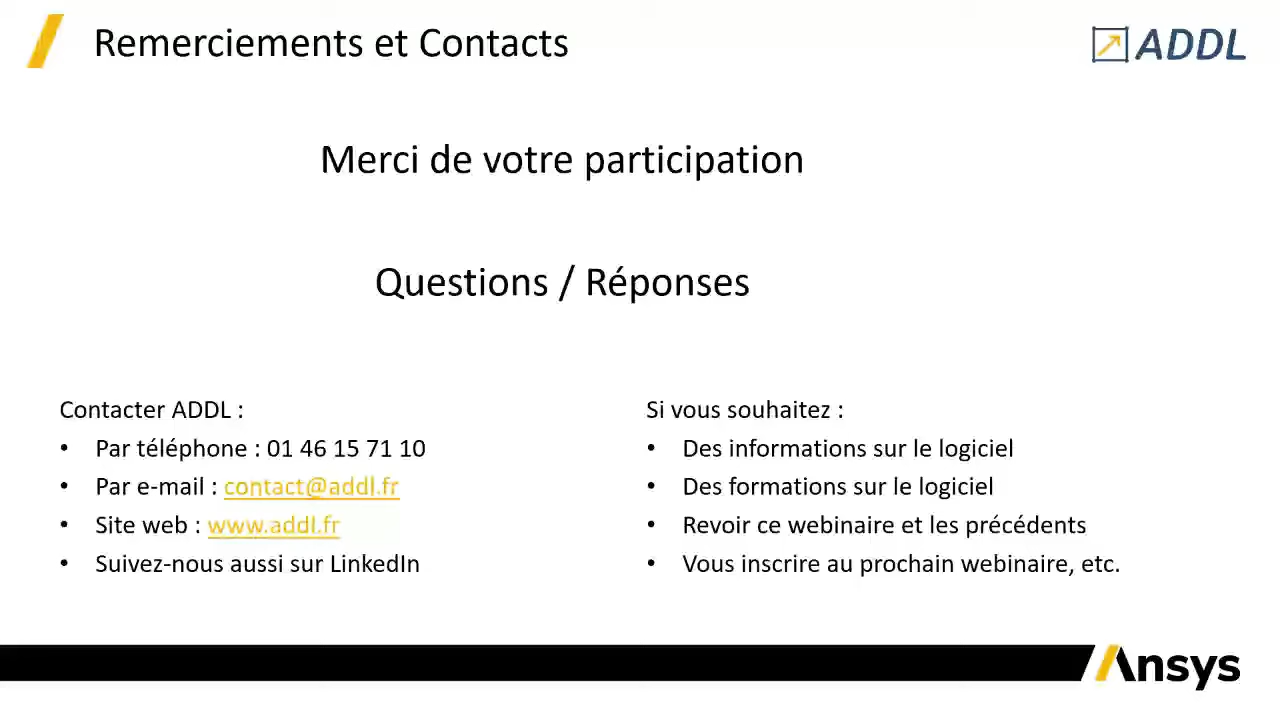 Remerciements et Contacts
ADDL
Merci de votre participation
Questions / Réponses
Contacter ADDL :
• Par téléphone : 01 46 15 71 10
• Par e-mail : contact@addl.fr
• Site web : www.addl.fr
• Suivez-nous aussi sur LinkedIn
Si vous souhaitez :
• Des informations sur le logiciel
• Des formations sur le logiciel
• Revoir ce webinaire et les précédents
• Vous inscrire au prochain webinaire, etc.
Ansys